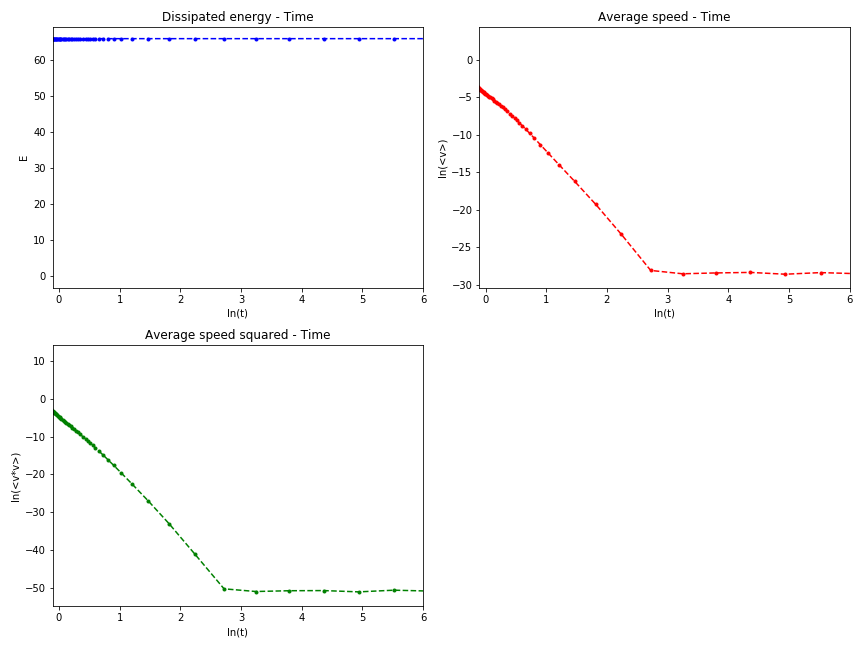 Dissipated energy - Time
E
60
50
40
30
20
10
0
0 1 2 3 4 5 6
ln(t)
Average speed - Time
ln(<v>)
0
−5
−10
−15
−20
−25
−30
0 1 2 3 4 5 6
ln(t)
Average speed squared - Time
ln(<v*v>)
10
0
−10
−20
−30
−40
−50
0 1 2 3 4 5 6
ln(t)